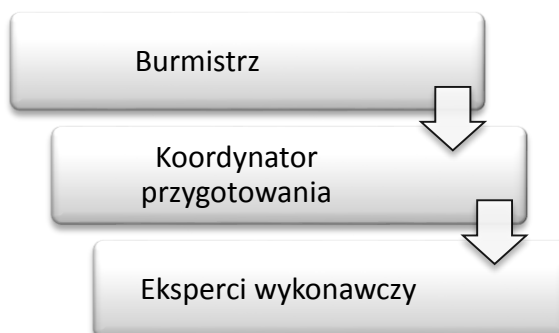 Burmistrz
Koordynator
przygotowania
Eksperci wykonawczy